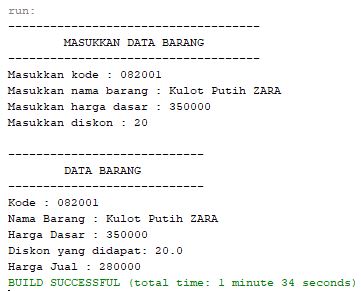 run:
------------------------------------
MASUKKAN DATA BARANG
------------------------------------
Masukkan kode : 082001
Masukkan nama barang : Kulot Putih ZARA
Masukkan harga dasar : 350000
Masukkan diskon : 20
----------------------------
DATA BARANG
----------------------------
Kode : 082001
Nama Barang : Kulot Putih ZARA
Harga Dasar : 350000
Diskon yang didapat: 20.0
Harga Jual : 280000
BUILD SUCCESSFUL (total time: 1 minute 34 seconds)